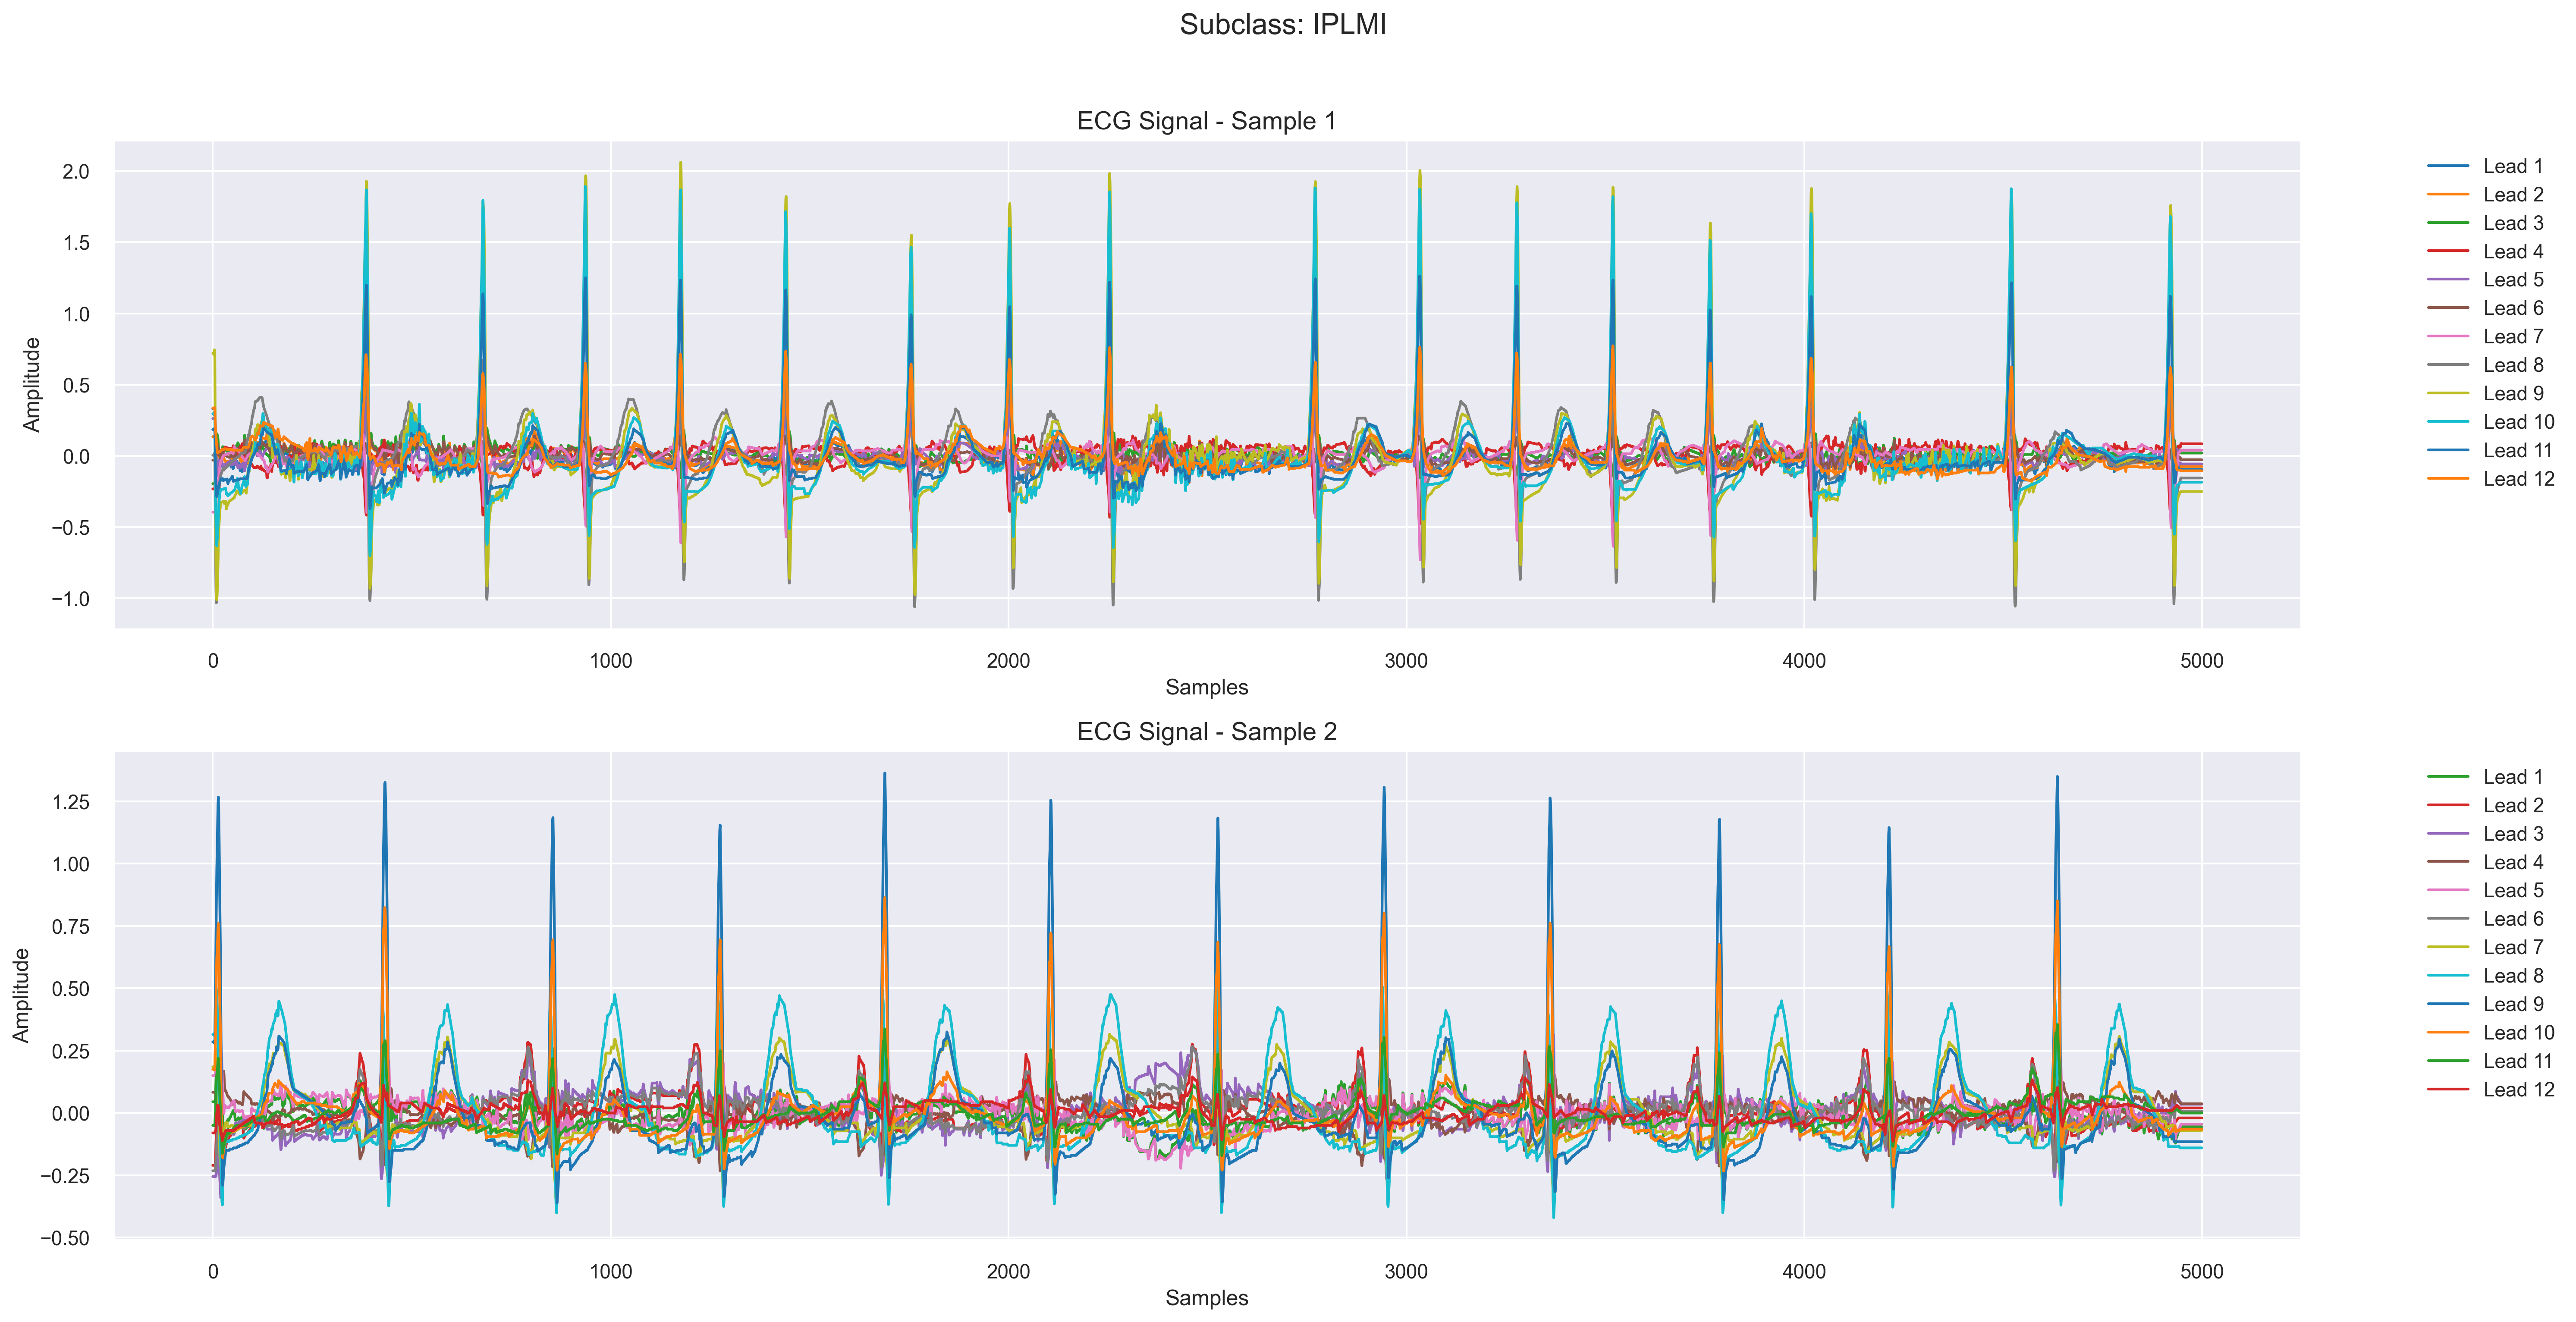 Subclass: IPLMI
ECG Signal - Sample 1
Amplitude
2.0
1.5
1.0
0.5
0.0
−0.5
−1.0
0 1000 2000 3000 4000 5000
Samples
Lead 1
Lead 2
Lead 3
Lead 4
Lead 5
Lead 6
Lead 7
Lead 8
Lead 9
Lead 10
Lead 11
Lead 12
ECG Signal - Sample 2
Amplitude
1.25
1.00
0.75
0.50
0.25
0.00
−0.25
−0.50
0 1000 2000 3000 4000 5000
Samples
Lead 1
Lead 2
Lead 3
Lead 4
Lead 5
Lead 6
Lead 7
Lead 8
Lead 9
Lead 10
Lead 11
Lead 12